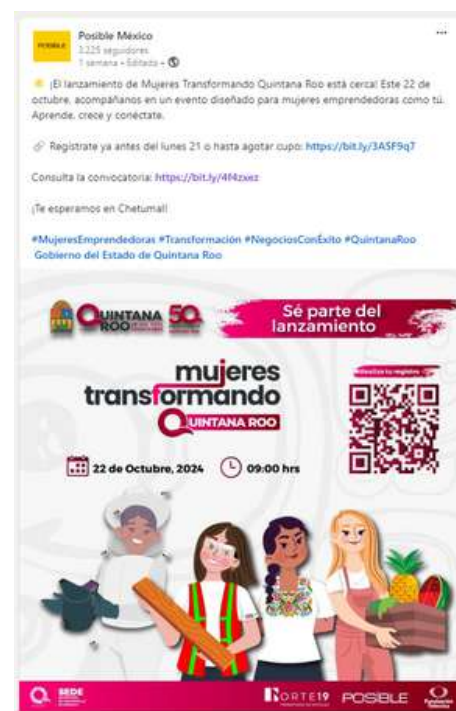 POSIBLE
Posible México
3.225 seguidores
1 semana • Editado •
¡El lanzamiento de Mujeres Transformando Quintana Roo está cerca! Este 22 de
octubre, acompáñanos en un evento diseñado para mujeres emprendedoras como tú.
Aprende, crece y conéctate.
Regístrate ya antes del lunes 21 o hasta agotar cupo: https://bit.ly/3ASF9q7
Consulta la convocatoria: https://bit.ly/4f4zxez
¡Te esperamos en Chetumal!
#MujeresEmprendedoras #Transformación #NegociosConÉxito #QuintanaRoo
Gobierno del Estado de Quintana Roo
QUINTANA
ROO
50
Sé parte del
lanzamiento
mujeres
transformando
QUINTANA ROO
22 de Octubre, 2024
09:00 hrs
SEDE
NORTE19
POSIBLE